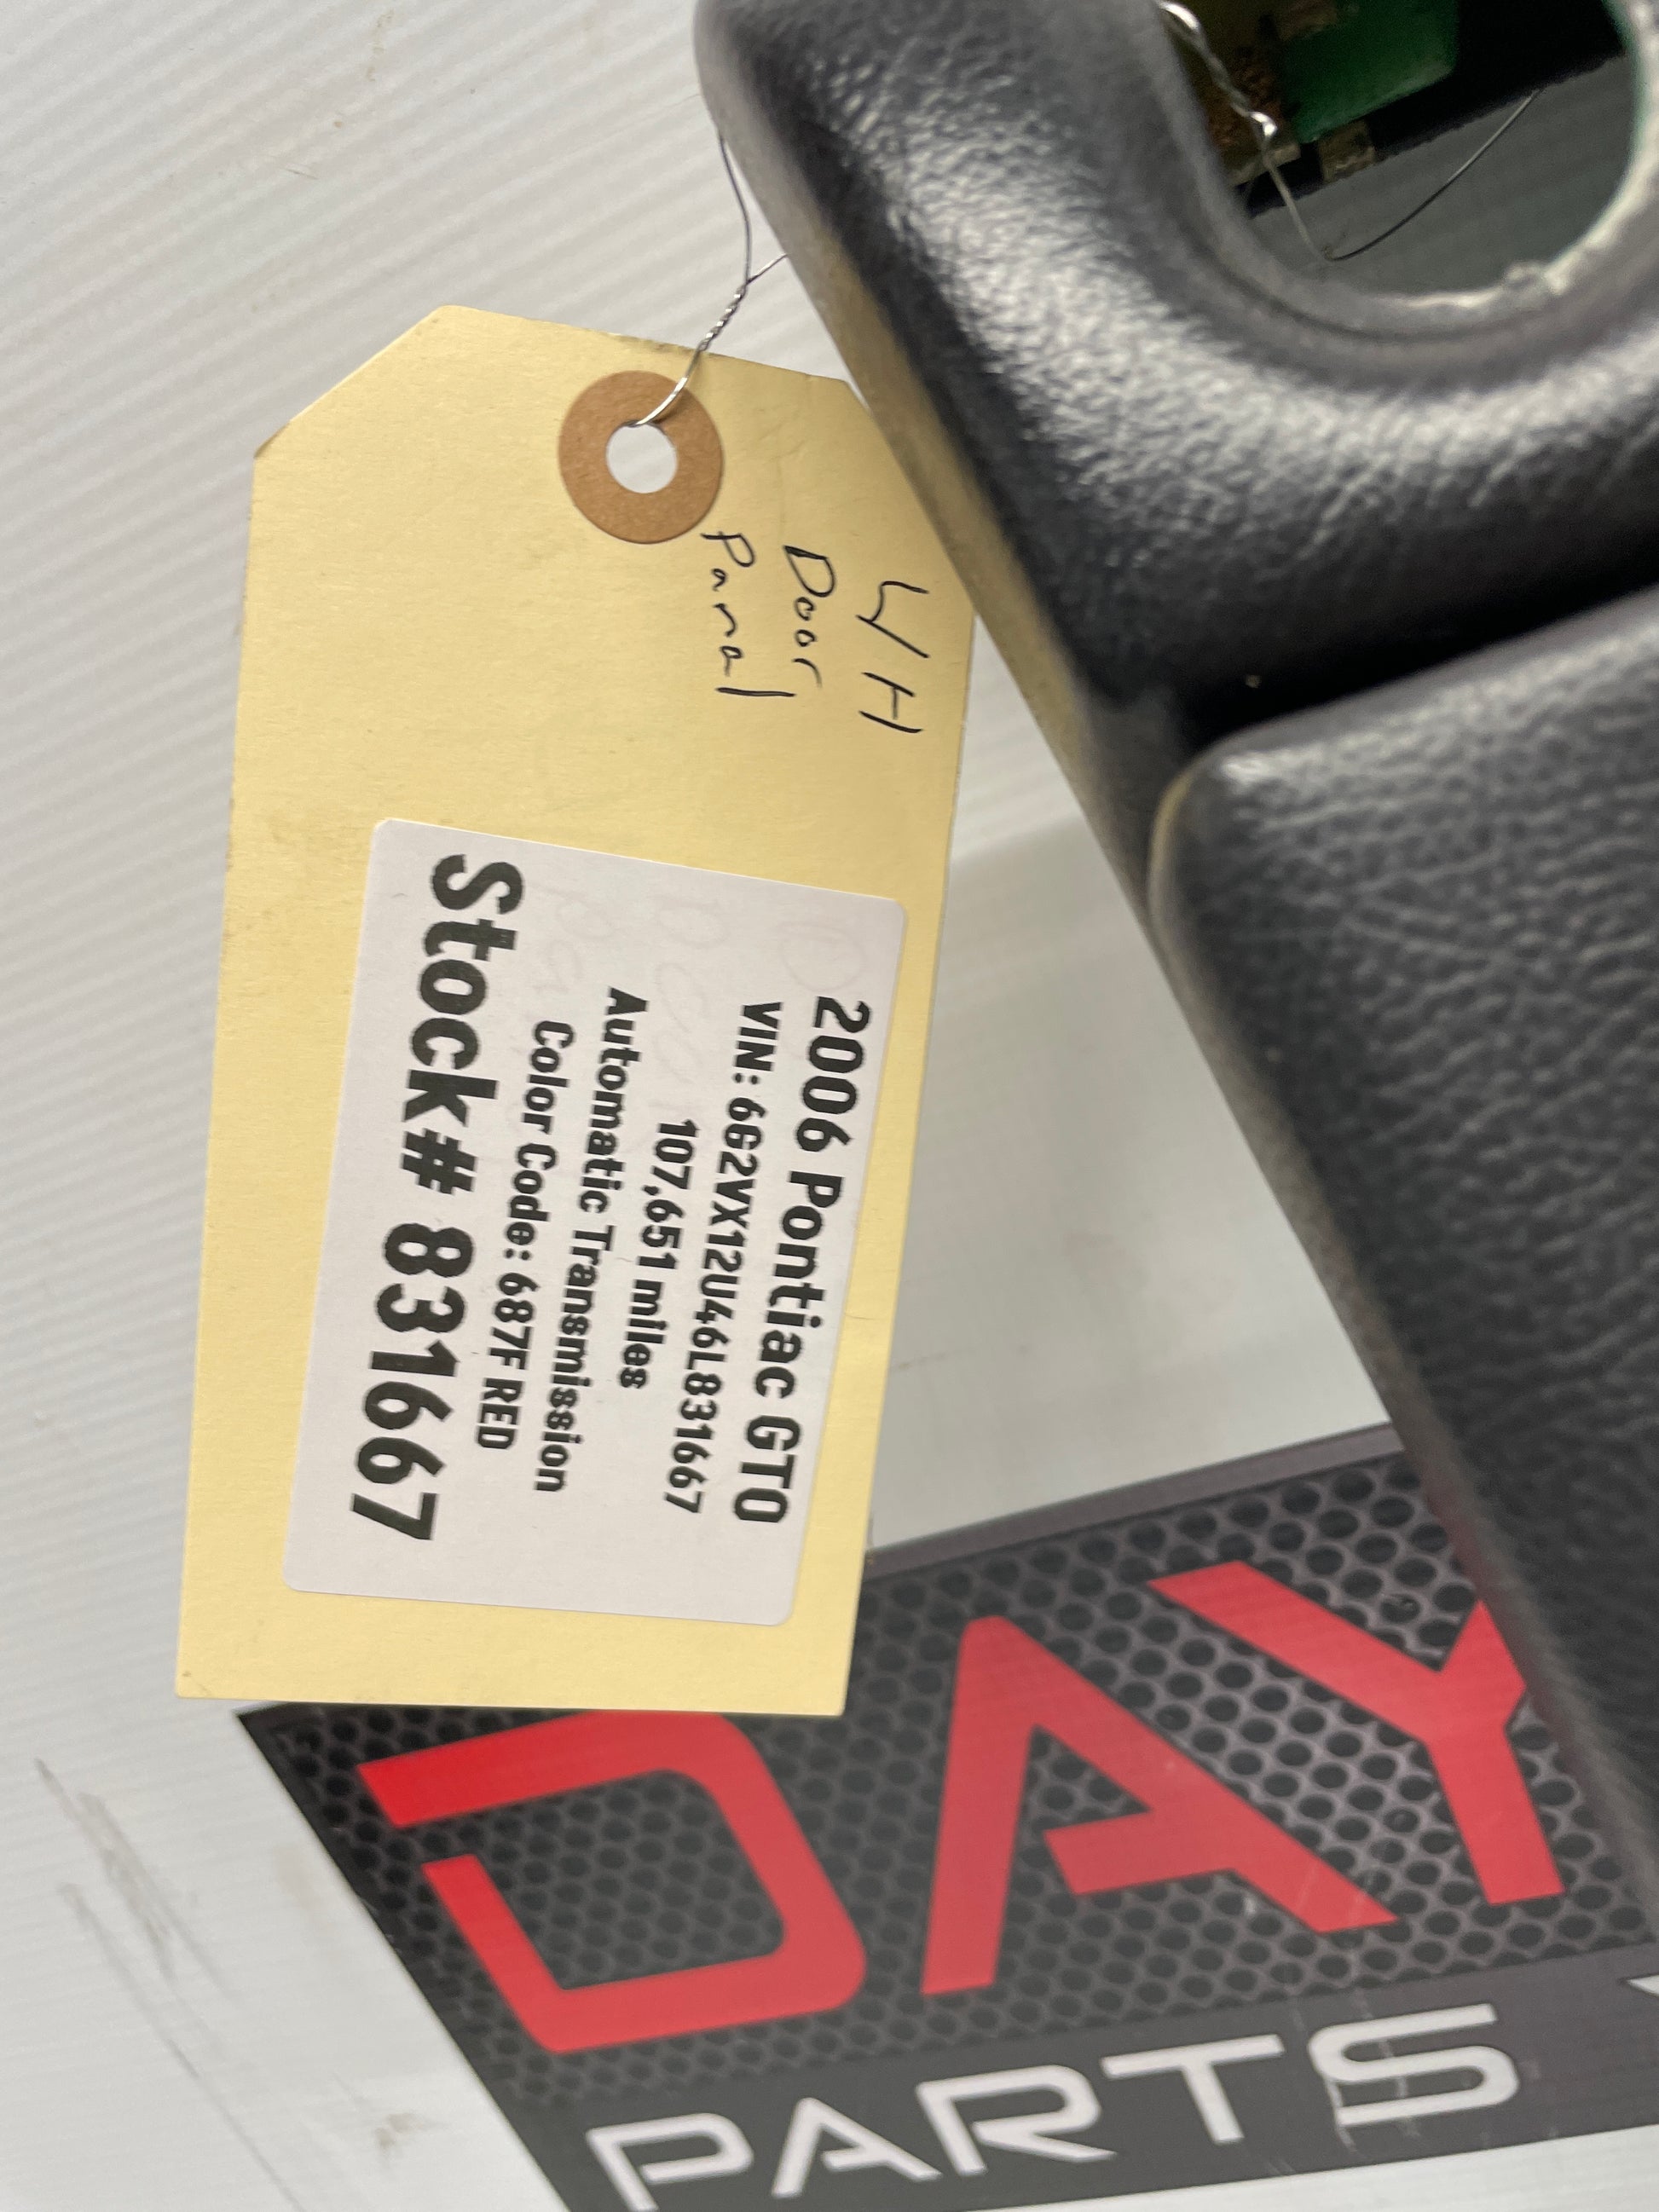 LH
Door
Panel
2006 Pontiac GTO
VIN: 6G2VX12U46L831667
107,651 miles
Automatic Transmission
Color Code: 687F RED
Stock# 831667
DAY
PARTS